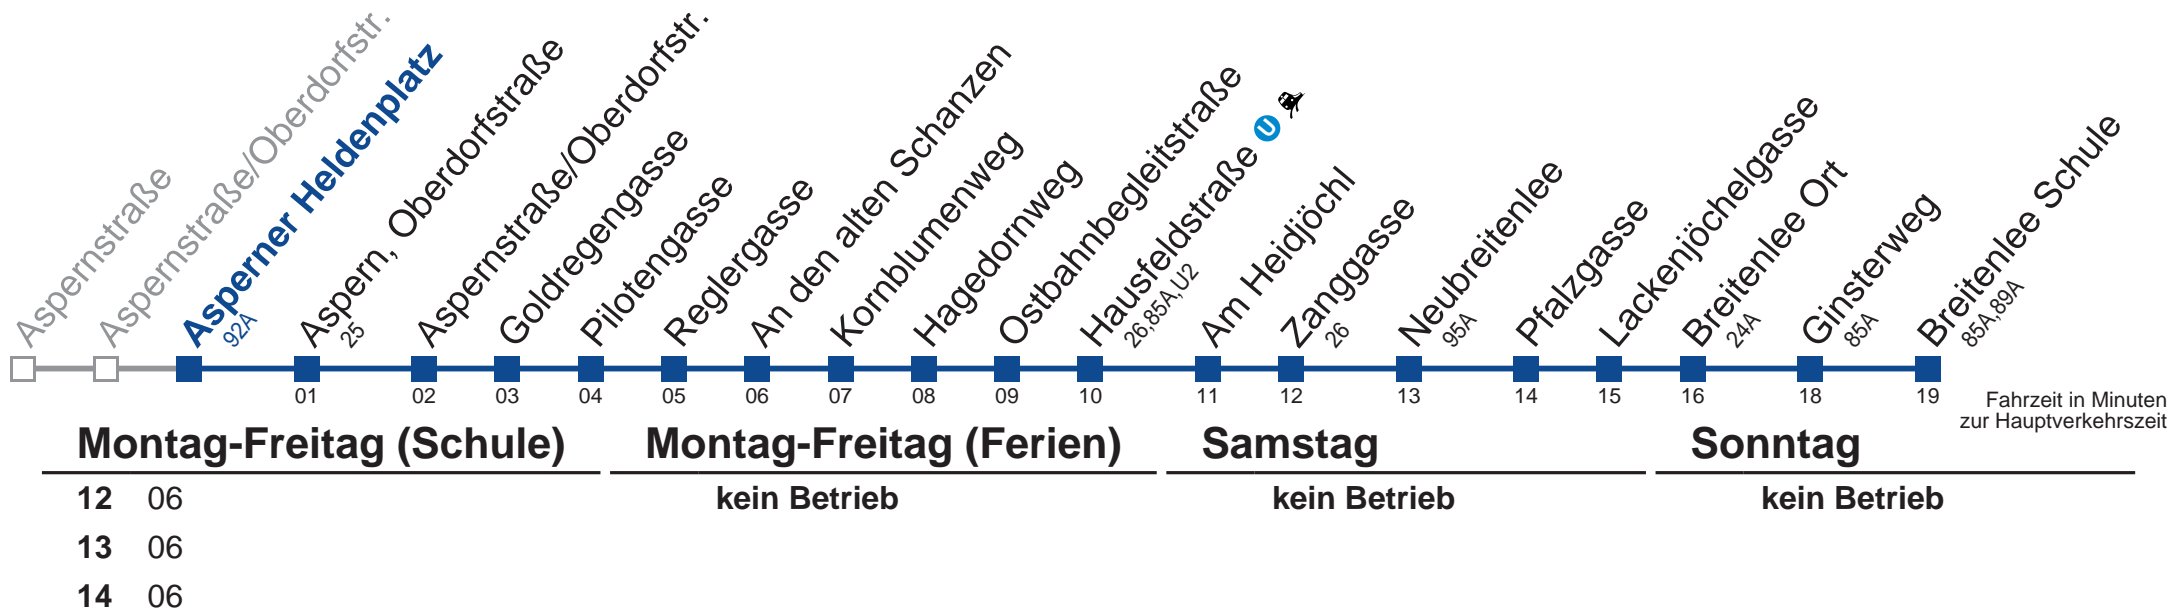 Aspernstraße
Aspernstraße/Oberdorfstr.
Asperner Heldenplatz
92A
Aspern, Oberdorfstraße
25
Aspernstraße/Oberdorfstr.
Goldregengasse
Pilotengasse
Reglergasse
An den alten Schanzen
Kornblumenweg
Hagedornweg
Ostbahnbegleitstraße
Hausfeldstraße U
26,85A,U2
Am Heidjöchl
Zanggasse
26
Neubreitenlee
95A
Pfalzgasse
Lackenjöchelgasse
Breitenlee Ort
24A
Ginsterweg
85A
Breitenlee Schule
85A,89A
01 02 03 04 05 06 07 08 09 10 11 12 13 14 15 16 18 19
Fahrzeit in Minuten
zur Hauptverkehrszeit
Montag-Freitag (Schule) Montag-Freitag (Ferien) Samstag Sonntag
12 06 kein Betrieb kein Betrieb kein Betrieb
13 06
14 06